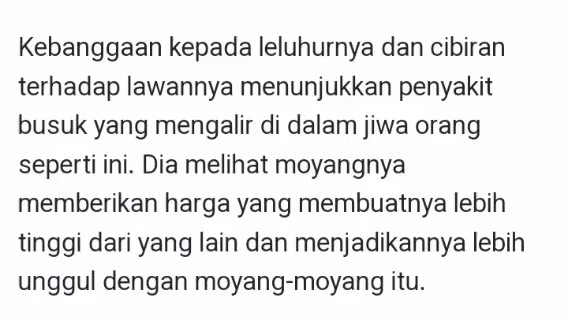 Kebanggaan kepada leluhurnya dan cibiran
terhadap lawannya menunjukkan penyakit
busuk yang mengalir di dalam jiwa orang
seperti ini. Dia melihat moyangnya
memberikan harga yang membuatnya lebih
tinggi dari yang lain dan menjadikannya lebih
unggul dengan moyang-moyang itu.